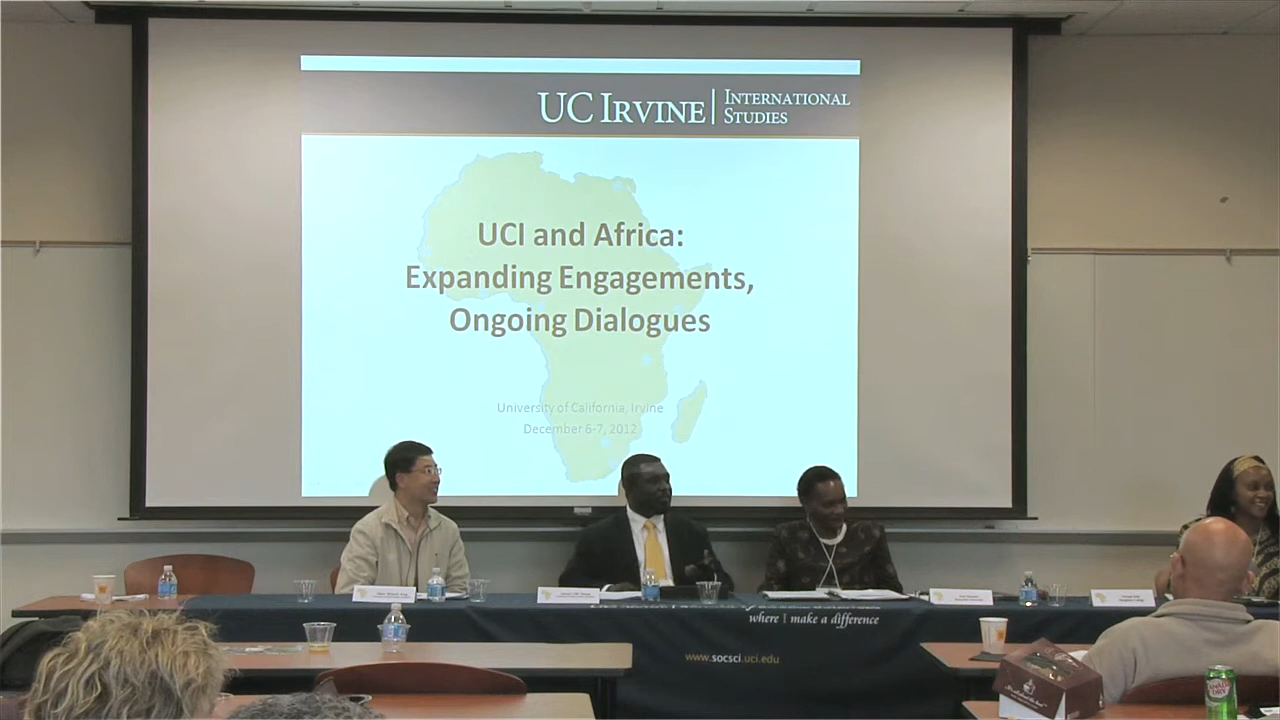 UC IRVINE
INTERNATIONAL
STUDIES
UCI and Africa:
Expanding Engagements,
Ongoing Dialogues
University of California, Irvine
December 6-7, 2012
where I make a difference
www.socsci.uci.edu